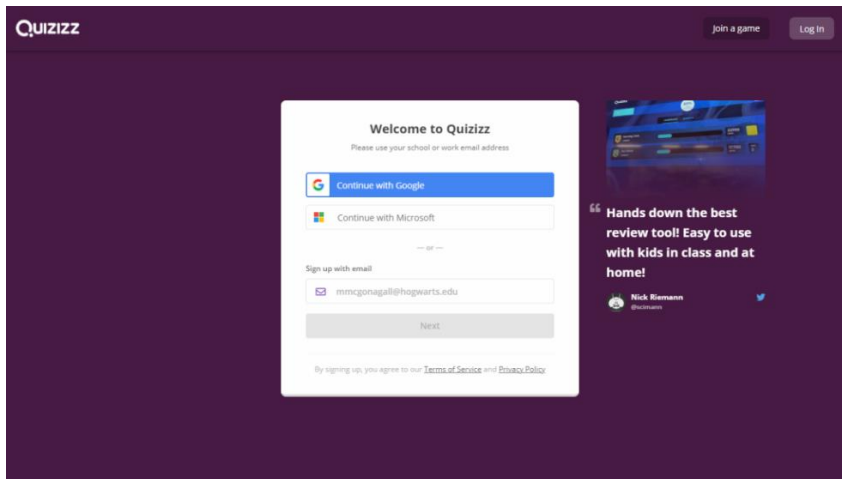 Quizizz
Join a game
Log In
Welcome to Quizizz
Please use your school or work email address
Continue with Google
Continue with Microsoft
— or —
Sign up with email
mmcgonagall@hogwarts.edu
Next
By signing up, you agree to our Terms of Service and Privacy Policy
“ Hands down the best
review tool! Easy to use
with kids in class and at
home!
Nick Riemann